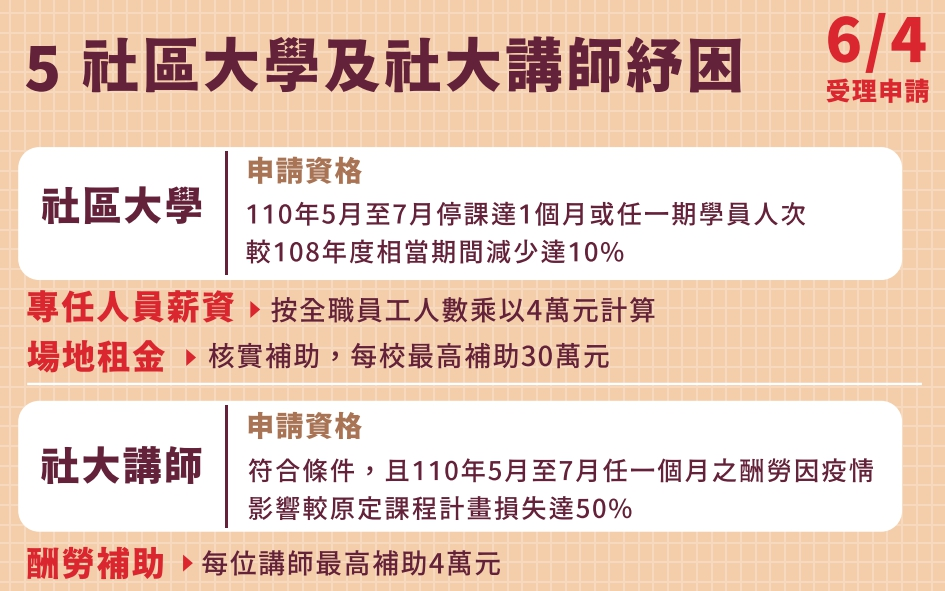 5 社區大學及社大講師紓困
6/4
受理申請
社區大學
申請資格
110年5月至7月停課達1個月或任一期學員人次
較108年度相當期間減少達10%
專任人員薪資 ▸ 按全職員工人數乘以4萬元計算
場地租金 ▸ 核實補助，每校最高補助30萬元
社大講師
申請資格
符合條件，且110年5月至7月任一個月之酬勞因疫情
影響較原定課程計畫損失達50%
酬勞補助 ▸ 每位講師最高補助4萬元